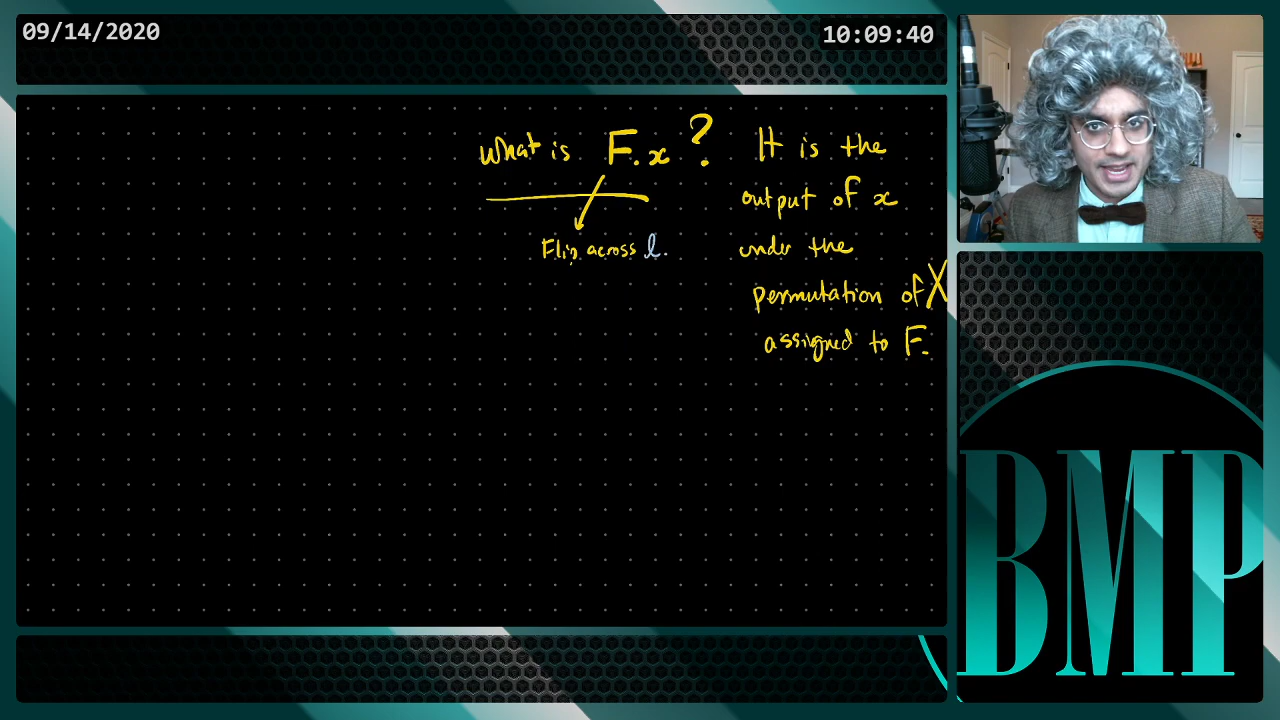 09/14/2020
10:09:40
What is F.x?
Flip across l.
It is the
output of x
under the
permutation of X
assigned to F.
BMP